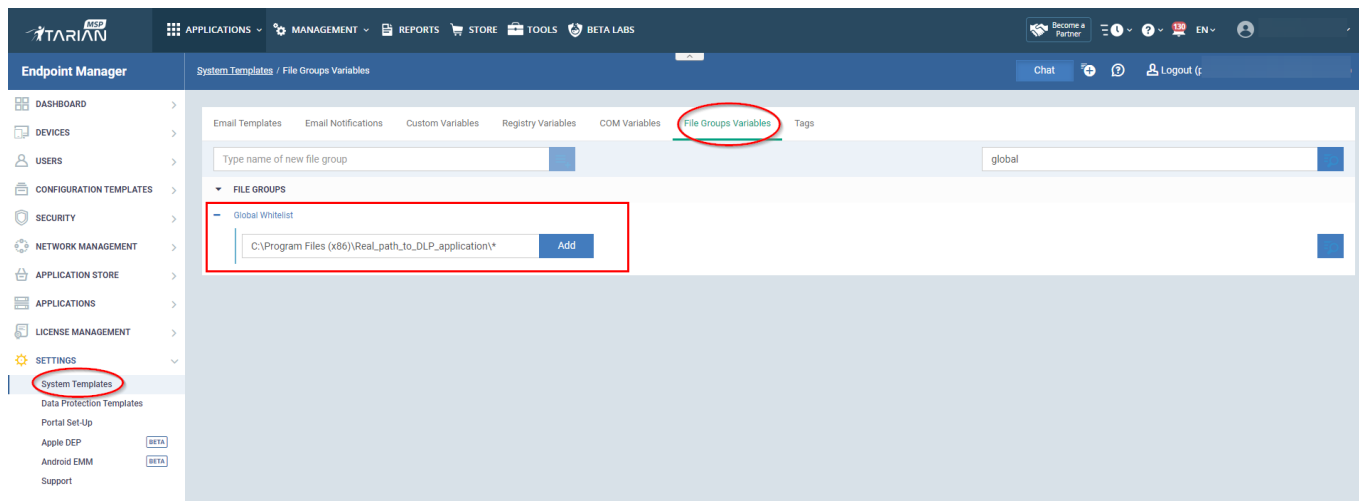 ITARIAN MSP
APPLICATIONS MANAGEMENT REPORTS STORE TOOLS BETA LABS
Become a
Partner
130 EN
Endpoint Manager
System Templates / File Groups Variables
Chat Logout (
DASHBOARD
DEVICES
USERS
CONFIGURATION TEMPLATES
SECURITY
NETWORK MANAGEMENT
APPLICATION STORE
APPLICATIONS
LICENSE MANAGEMENT
SETTINGS
System Templates
Data Protection Templates
Portal Set-Up
Apple DEP BETA
Android EMM BETA
Support
Email Templates Email Notifications Custom Variables Registry Variables COM Variables File Groups Variables Tags
Type name of new file group
global
FILE GROUPS
Global Whitelist
C:\Program Files (x86)\Real_path_to_DLP_application\* Add